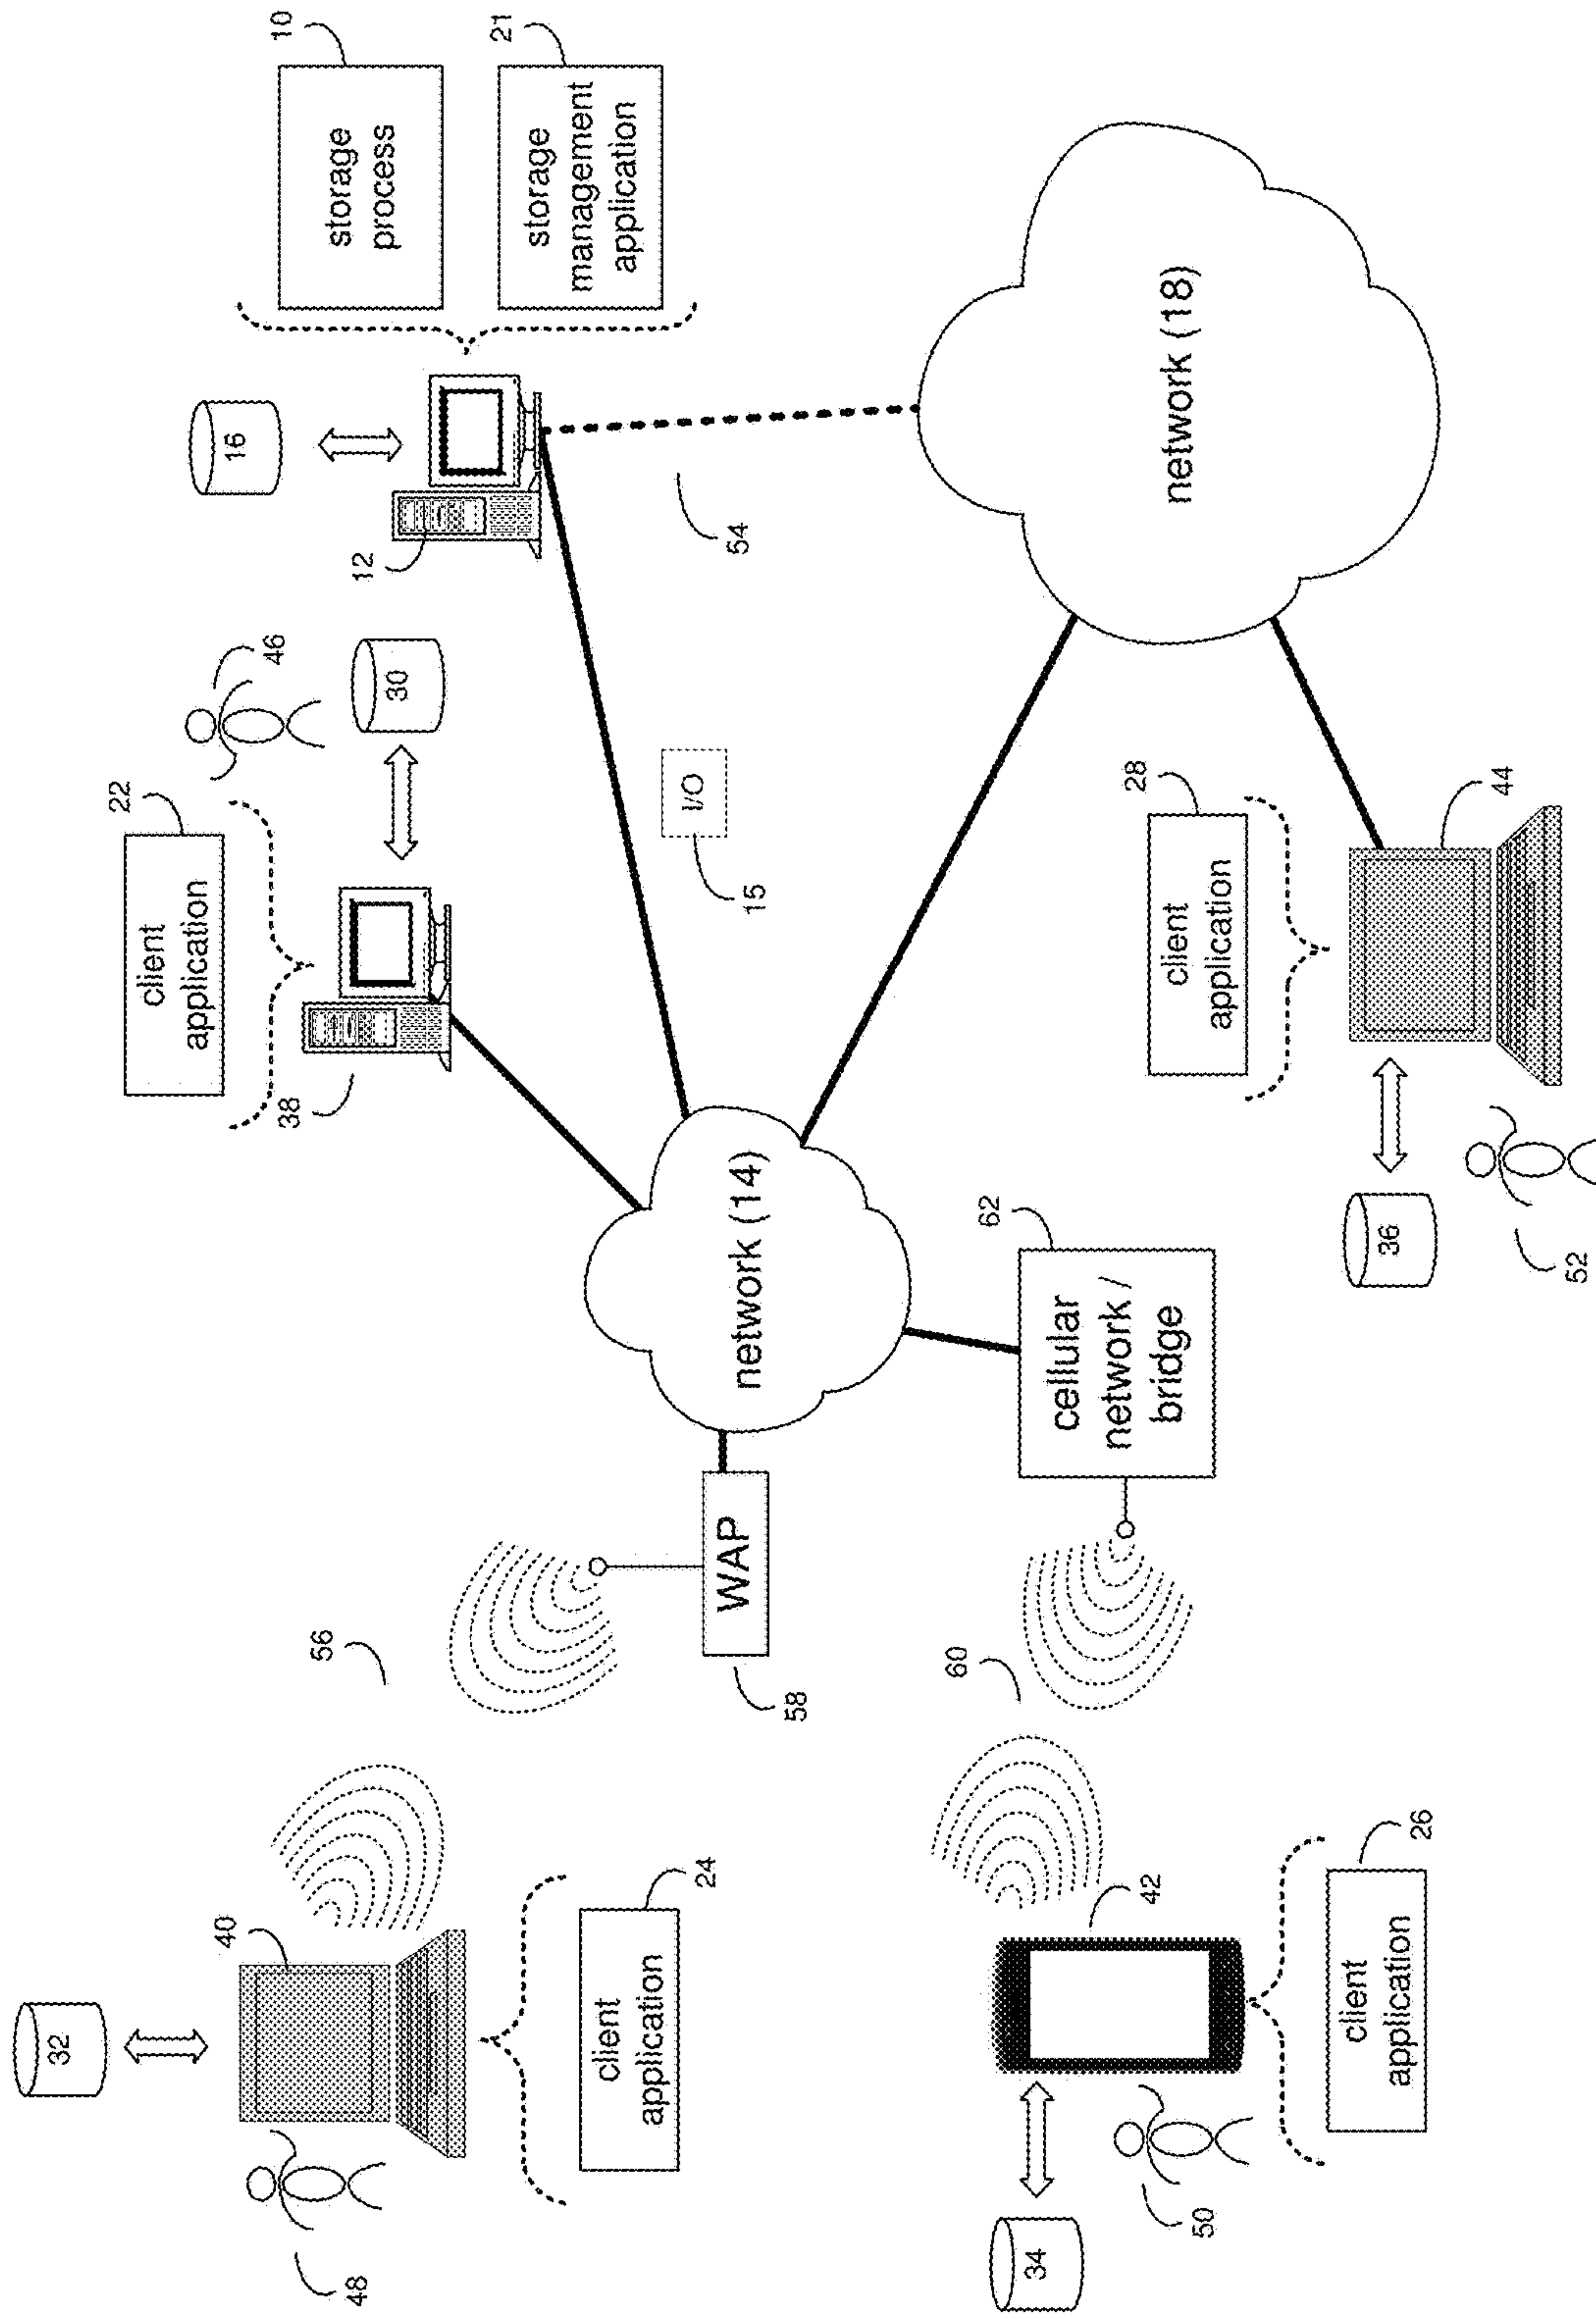 32
22
client
application
40
16
46
10
38
56
48
storage
process
12
30
21
storage
management
application
client
application
24
I/O
WAP
network (14)
54
15
58
60
62
34
cellular
network /
bridge
28
42
client
application
network (18)
50
client
application
36
26
44
52